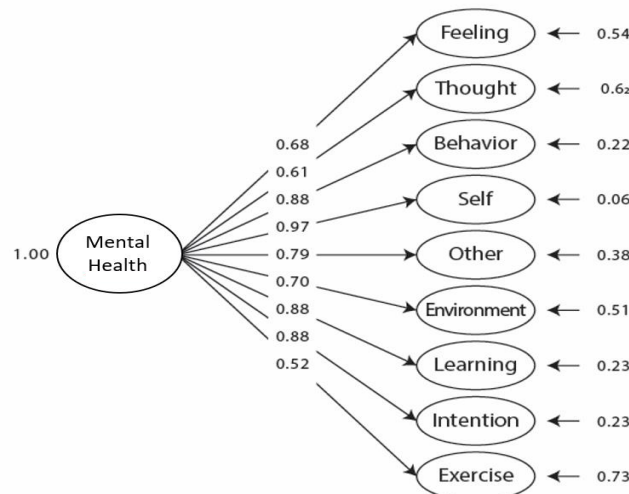 Feeling 0.54
Thought 0.62
0.68 Behavior 0.22
0.61
0.88 Self 0.06
0.97
1.00 Mental Health 0.79 Other 0.38
0.70 Environment 0.51
0.88
0.88 Learning 0.23
0.52
Intention 0.23
Exercise 0.73